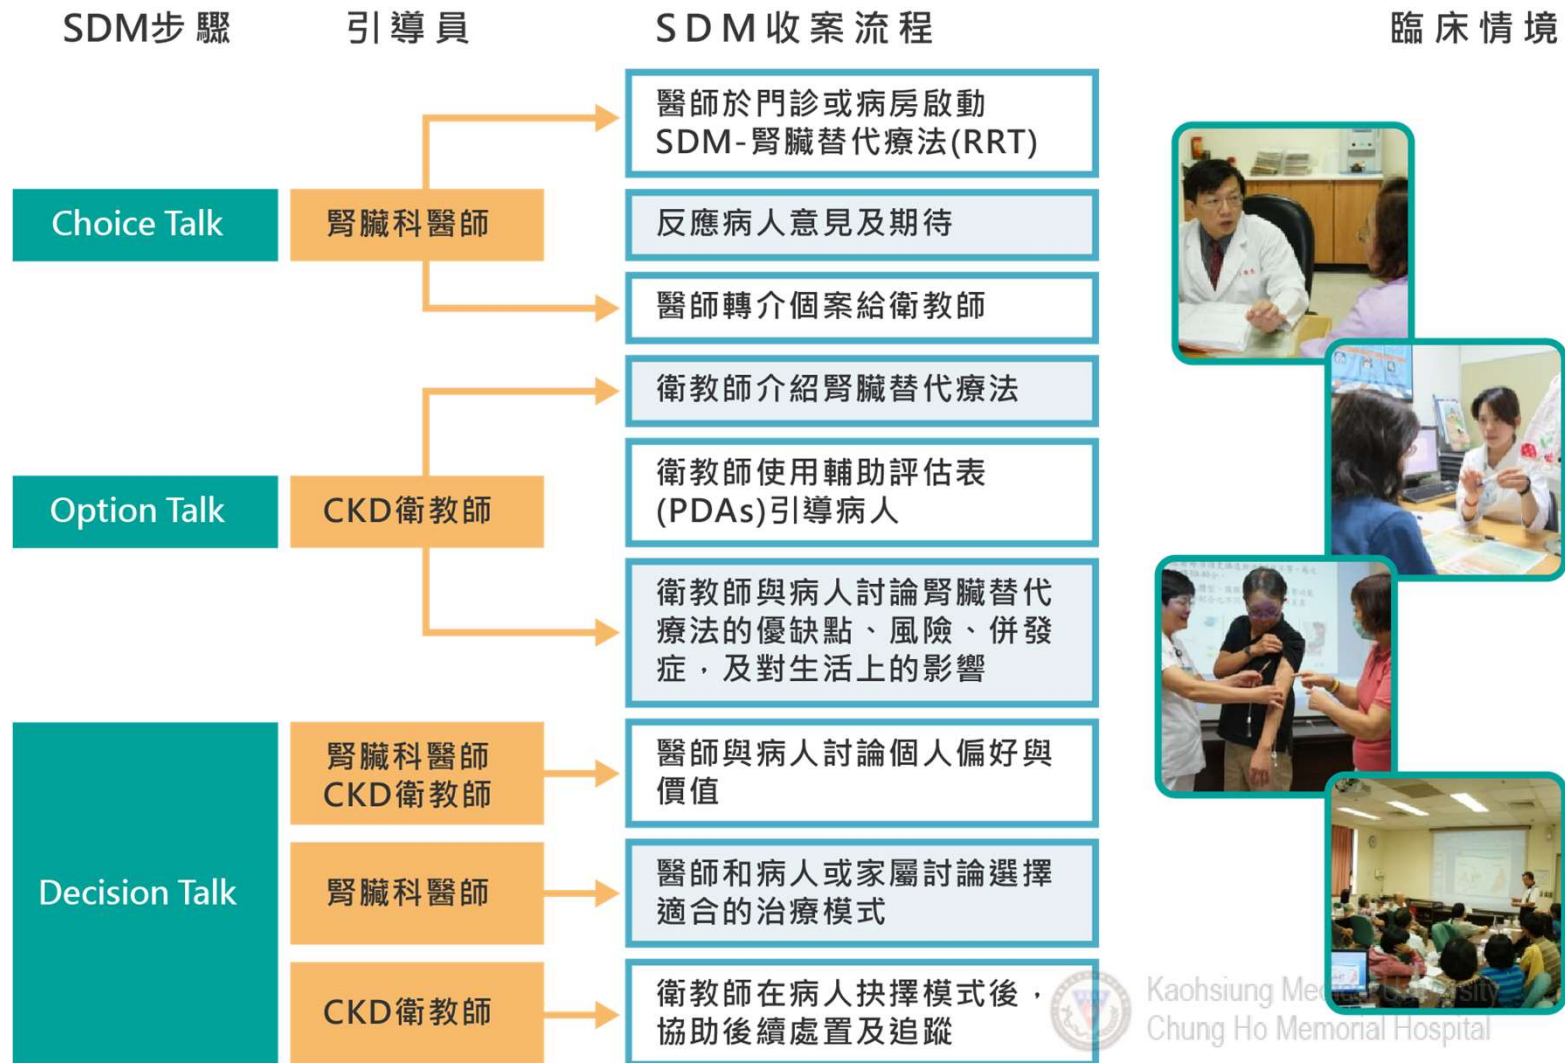 SDM步驟
引導員
SDM收案流程
臨床情境
Choice Talk
腎臟科醫師
醫師於門診或病房啟動
SDM-腎臟替代療法(RRT)
反應病人意見及期待
醫師轉介個案給衛教師
Option Talk
CKD衛教師
衛教師介紹腎臟替代療法
衛教師使用輔助評估表
(PDAs)引導病人
衛教師與病人討論腎臟替代
療法的優缺點、風險、併發
症，及對生活上的影響
Decision Talk
腎臟科醫師
CKD衛教師
醫師與病人討論個人偏好與
價值
腎臟科醫師
醫師和病人或家屬討論選擇
適合的治療模式
CKD衛教師
衛教師在病人抉擇模式後，
協助後續處置及追蹤
Kaohsiung Medical University
Chung Ho Memorial Hospital